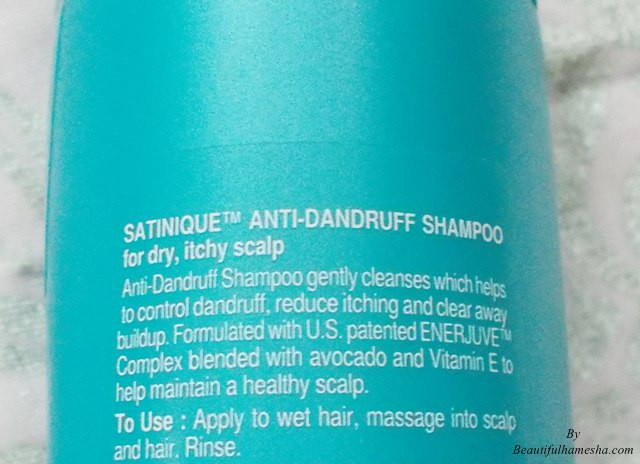 SATINIQUE™ ANTI-DANDRUFF SHAMPOO
for dry, itchy scalp
Anti-Dandruff Shampoo gently cleanses which helps
to control dandruff, reduce itching and clear away
buildup. Formulated with U.S. patented ENERJUVE™
Complex blended with avocado and Vitamin E to
help maintain a healthy scalp.
To Use : Apply to wet hair, massage into scalp
and hair. Rinse.
By
Beautifulhamesha.com